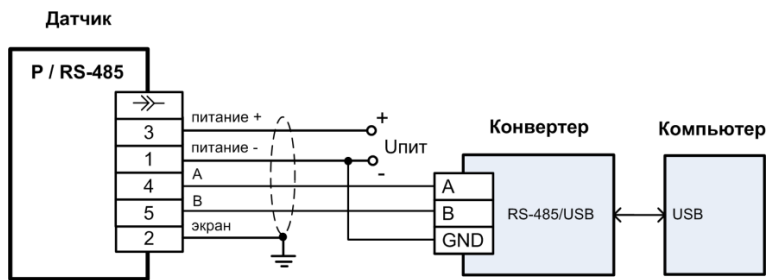 Датчик
P / RS-485
3
питание +
+
1
питание -
Uпит
-
4
A
A
5
B
B
2
экран
GND
Конвертер
RS-485/USB
Компьютер
USB